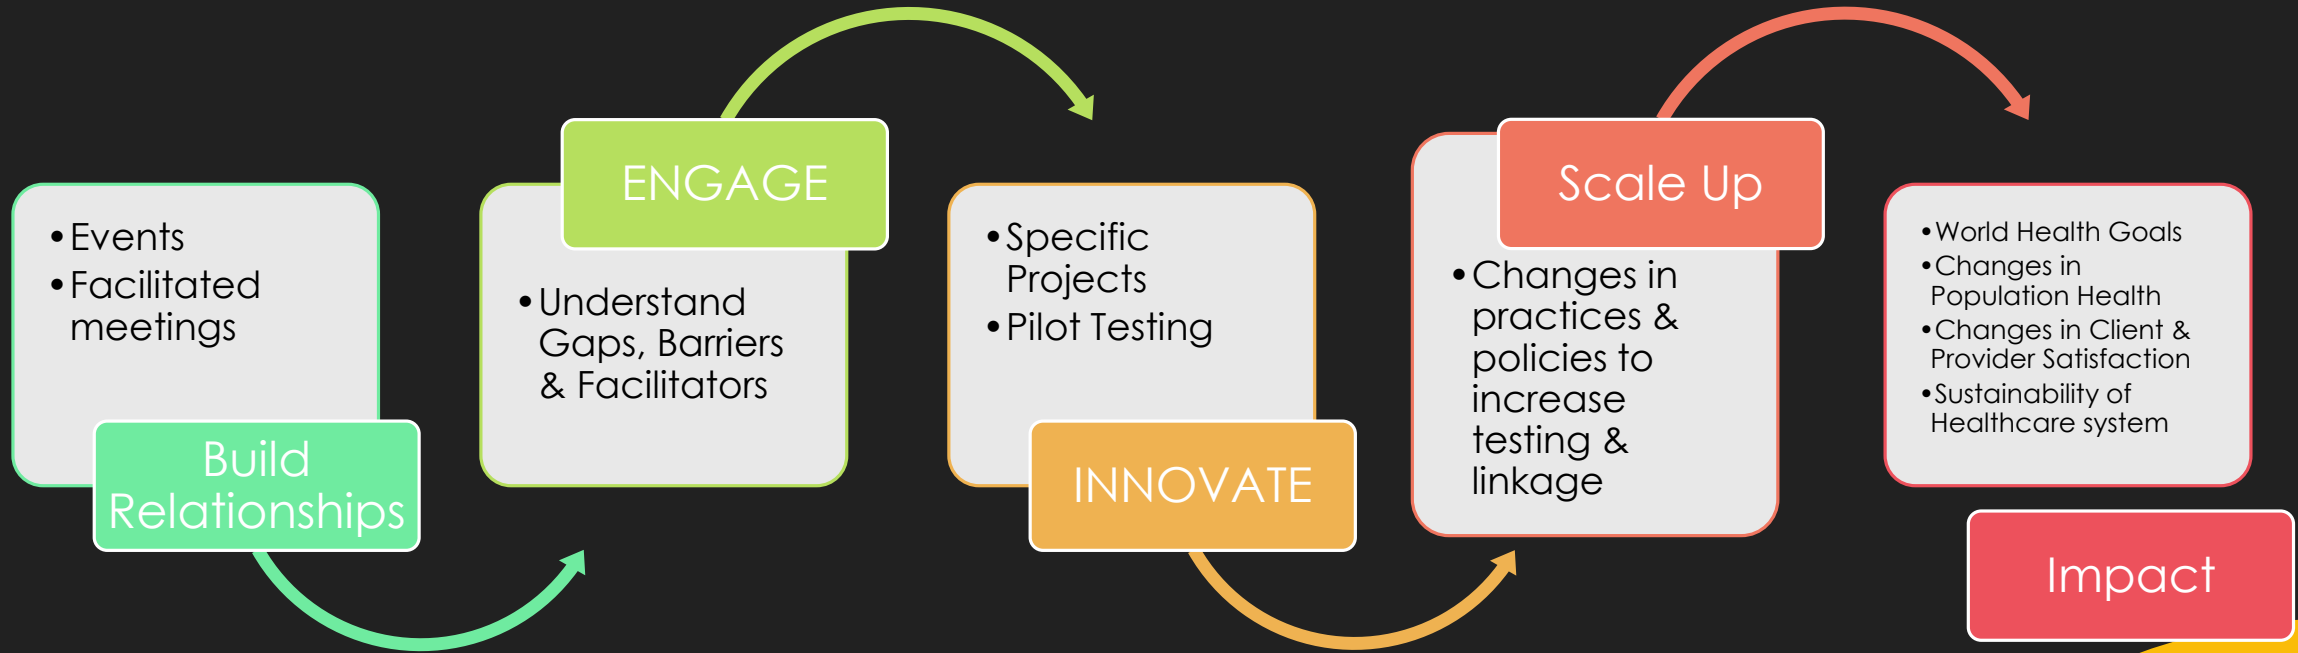 •Events
•Facilitated
meetings
Build
Relationships
ENGAGE
•Understand
Gaps, Barriers
& Facilitators
•Specific
Projects
•Pilot Testing
INNOVATE
Scale Up
•Changes in
practices &
policies to
increase
testing &
linkage
•World Health Goals
•Changes in
Population Health
•Changes in Client &
Provider Satisfaction
•Sustainability of
Healthcare system
Impact